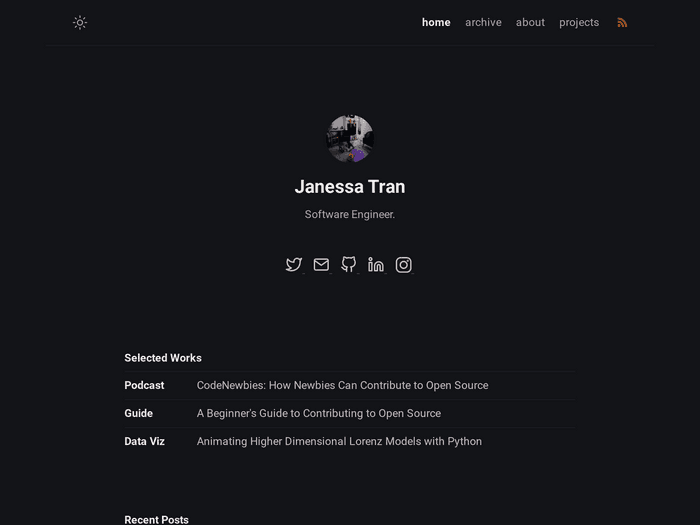 home archive about projects
Janessa Tran
Software Engineer.
Selected Works
Podcast CodeNewbies: How Newbies Can Contribute to Open Source
Guide A Beginner's Guide to Contributing to Open Source
Data Viz Animating Higher Dimensional Lorenz Models with Python
Recent Posts